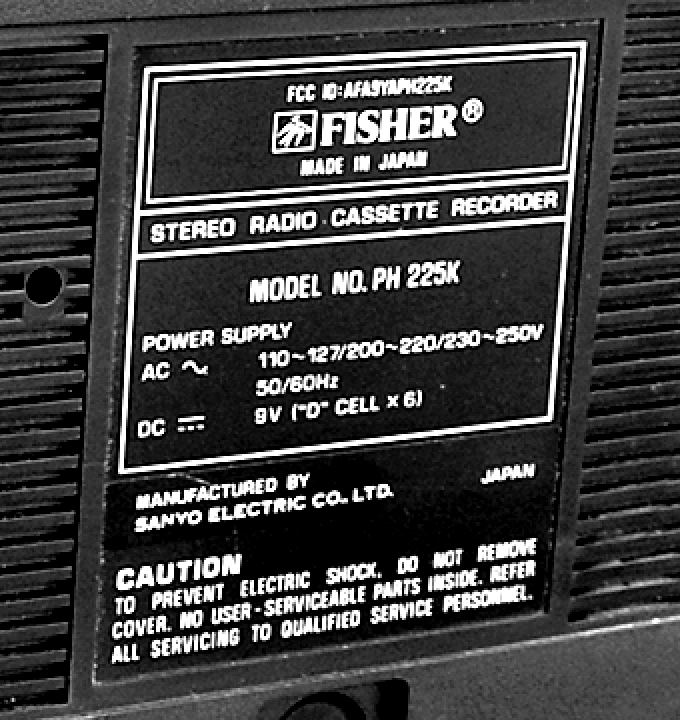 FCC ID: AFA9YAPH225K
FISHER®
MADE IN JAPAN
STEREO RADIO CASSETTE RECORDER
MODEL NO. PH 225K
POWER SUPPLY
AC ∿ 110~127/200~220/230~250V
50/60Hz
DC ⎓ 9V ("D" CELL × 6)
MANUFACTURED BY JAPAN
SANYO ELECTRIC CO., LTD.
CAUTION
TO PREVENT ELECTRIC SHOCK, DO NOT REMOVE
COVER. NO USER-SERVICEABLE PARTS INSIDE. REFER
ALL SERVICING TO QUALIFIED SERVICE PERSONNEL.